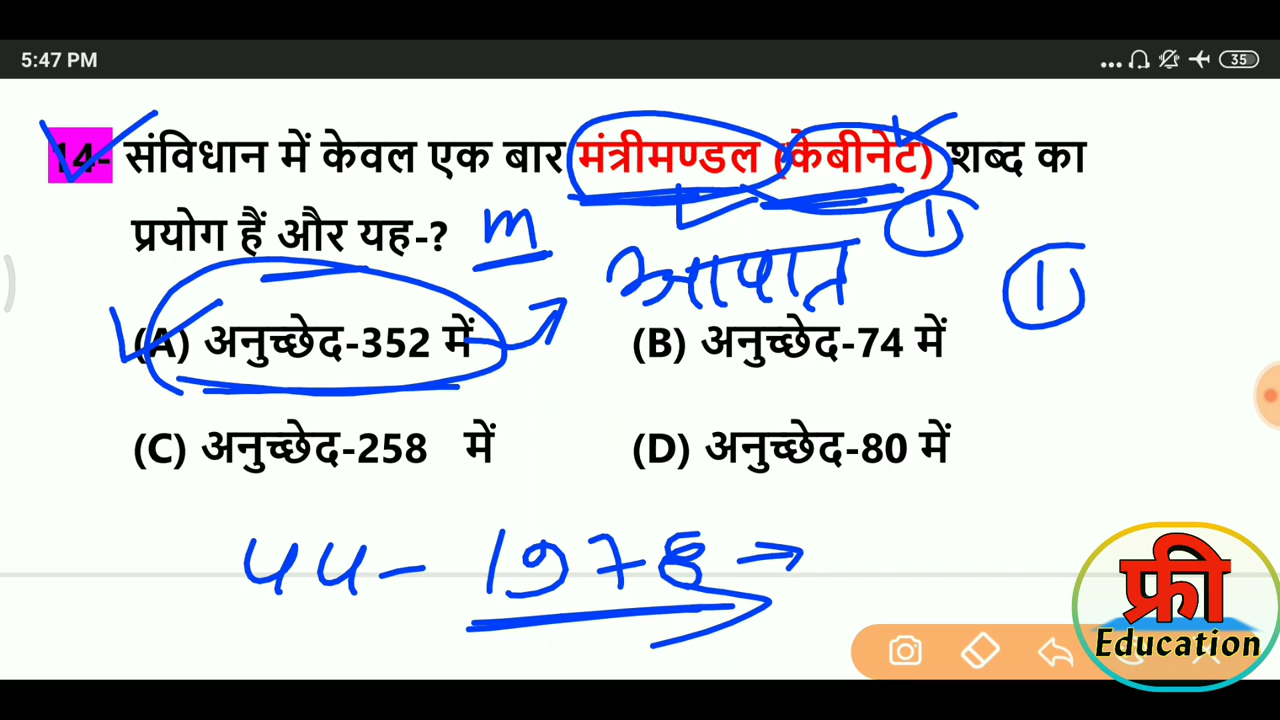 5:47 PM
35
14- संविधान में केवल एक बार मंत्रीमण्डल (केबीनेट) शब्द का
प्रयोग हैं और यह-? m
1
आपात
1
(A) अनुच्छेद-352 में (B) अनुच्छेद-74 में
(C) अनुच्छेद-258 में (D) अनुच्छेद-80 में
44- 1978
फ्री
Education